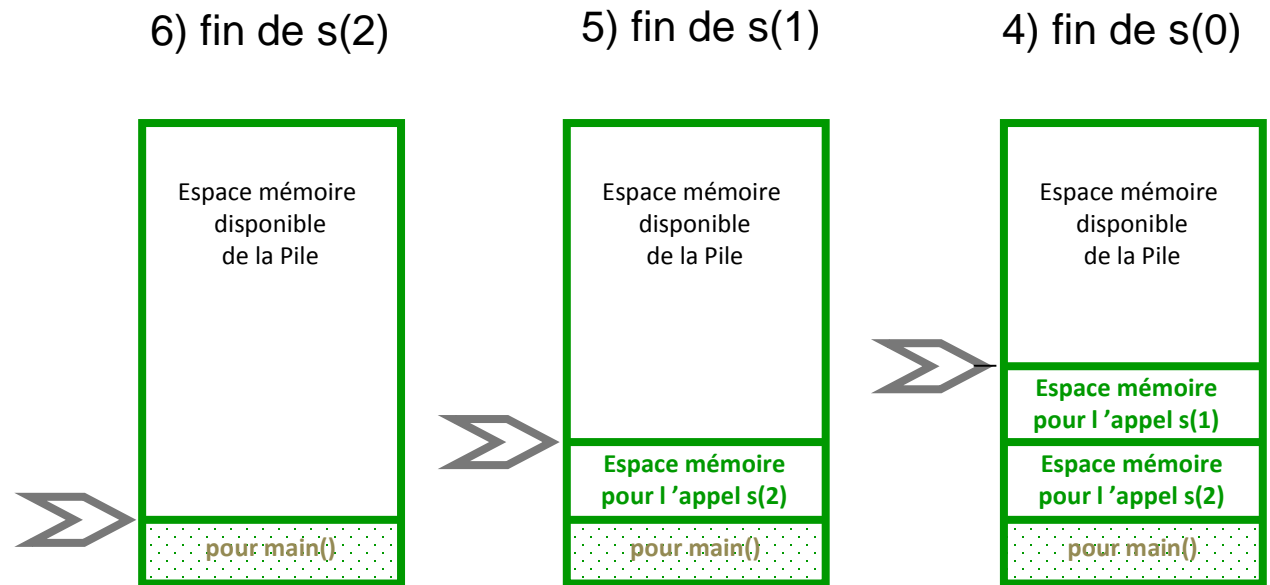 6) fin de s(2)
5) fin de s(1)
4) fin de s(0)
Espace mémoire
disponible
de la Pile
Espace mémoire
disponible
de la Pile
Espace mémoire
disponible
de la Pile
Espace mémoire
pour l ’appel s(1)
Espace mémoire
pour l ’appel s(2)
Espace mémoire
pour l ’appel s(2)
pour main()
pour main()
pour main()